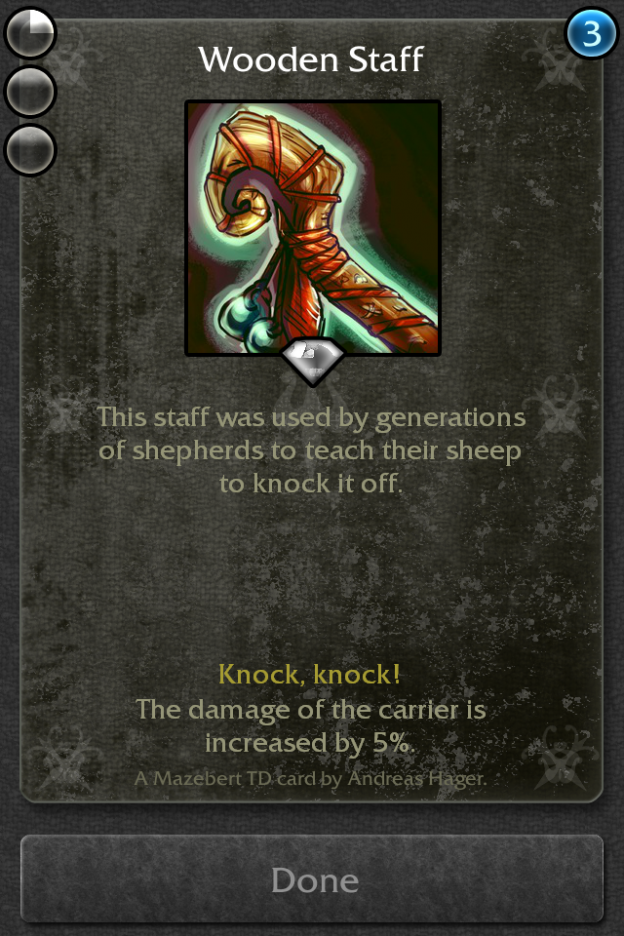 3
Wooden Staff
This staff was used by generations
of shepherds to teach their sheep
to knock it off.
Knock, knock!
The damage of the carrier is
increased by 5%.
A Mazebert TD card by Andreas Hager.
Done